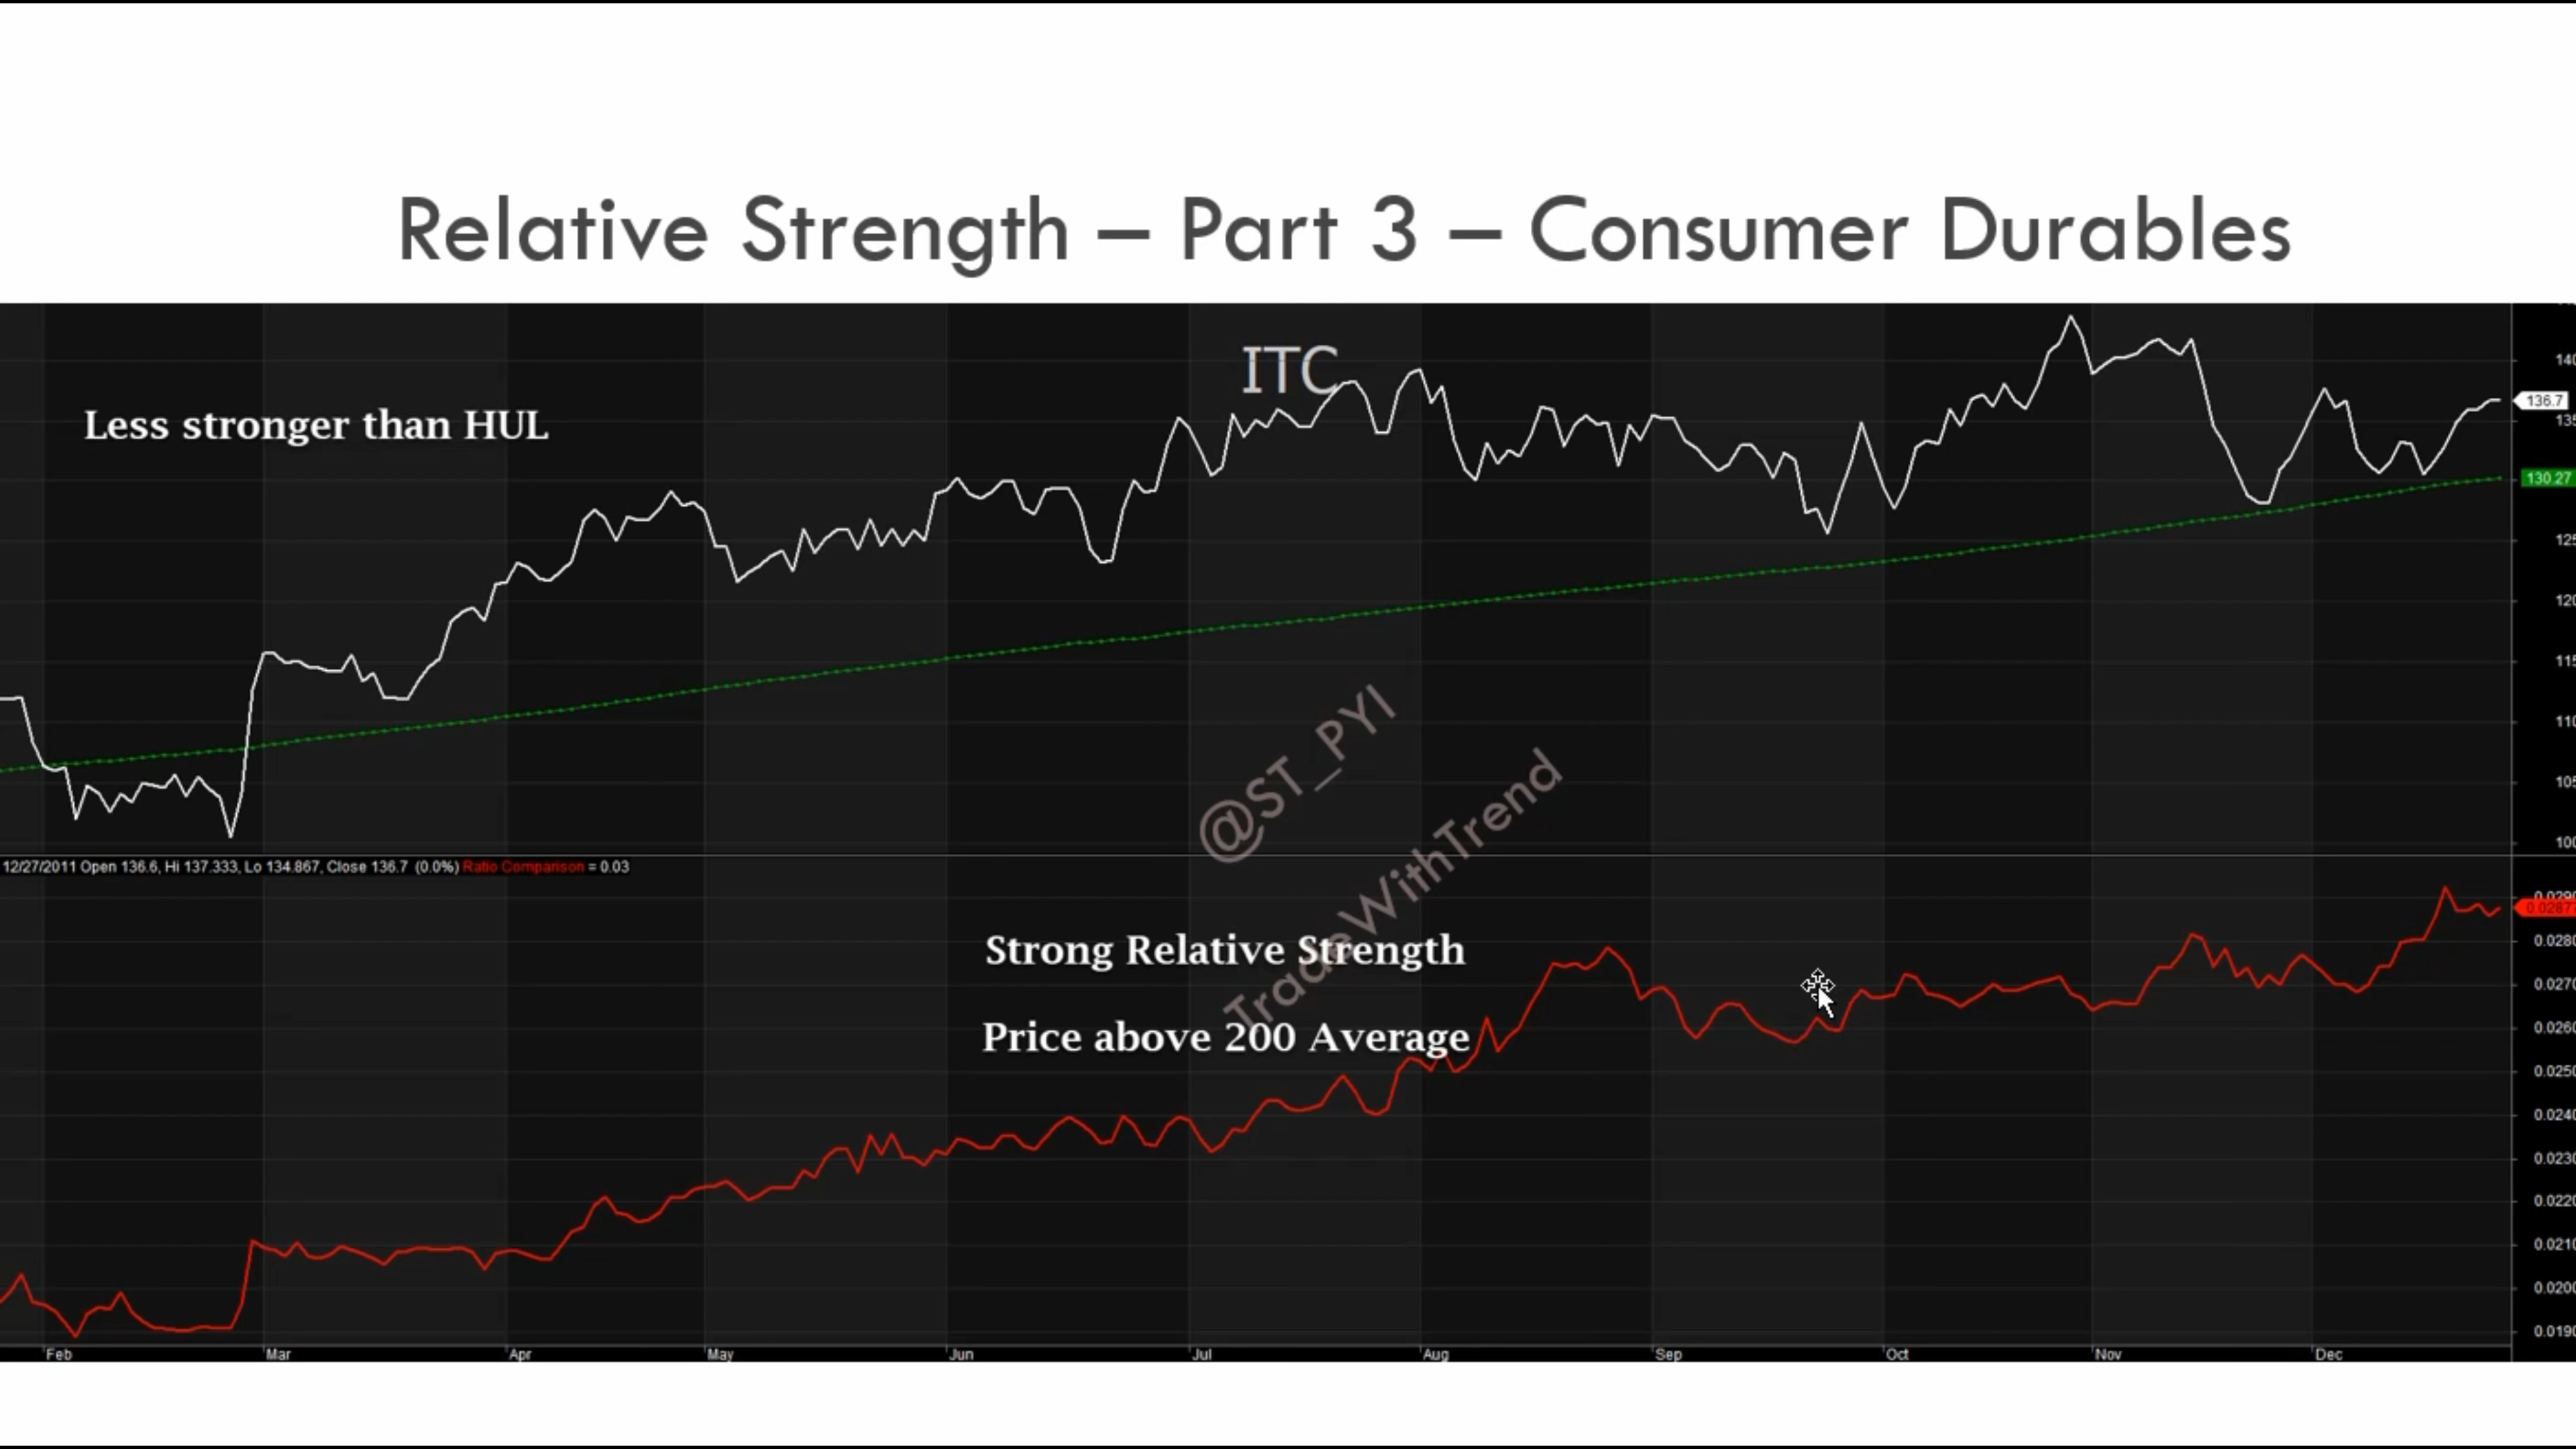 Relative Strength – Part 3 – Consumer Durables
ITC
Less stronger than HUL
136.7
130.27
@ST_PYI
TradeWithTrend
12/27/2011 Open 136.6, Hi 137.333, Lo 134.867, Close 136.7 (0.0%) Ratio Comparison = 0.03
Strong Relative Strength
Price above 200 Average
0.0280
0.0270
0.0260
0.0250
0.0240
0.0230
0.0220
0.0210
0.0200
0.0190
Feb Mar Apr May Jun Jul Aug Sep Oct Nov Dec